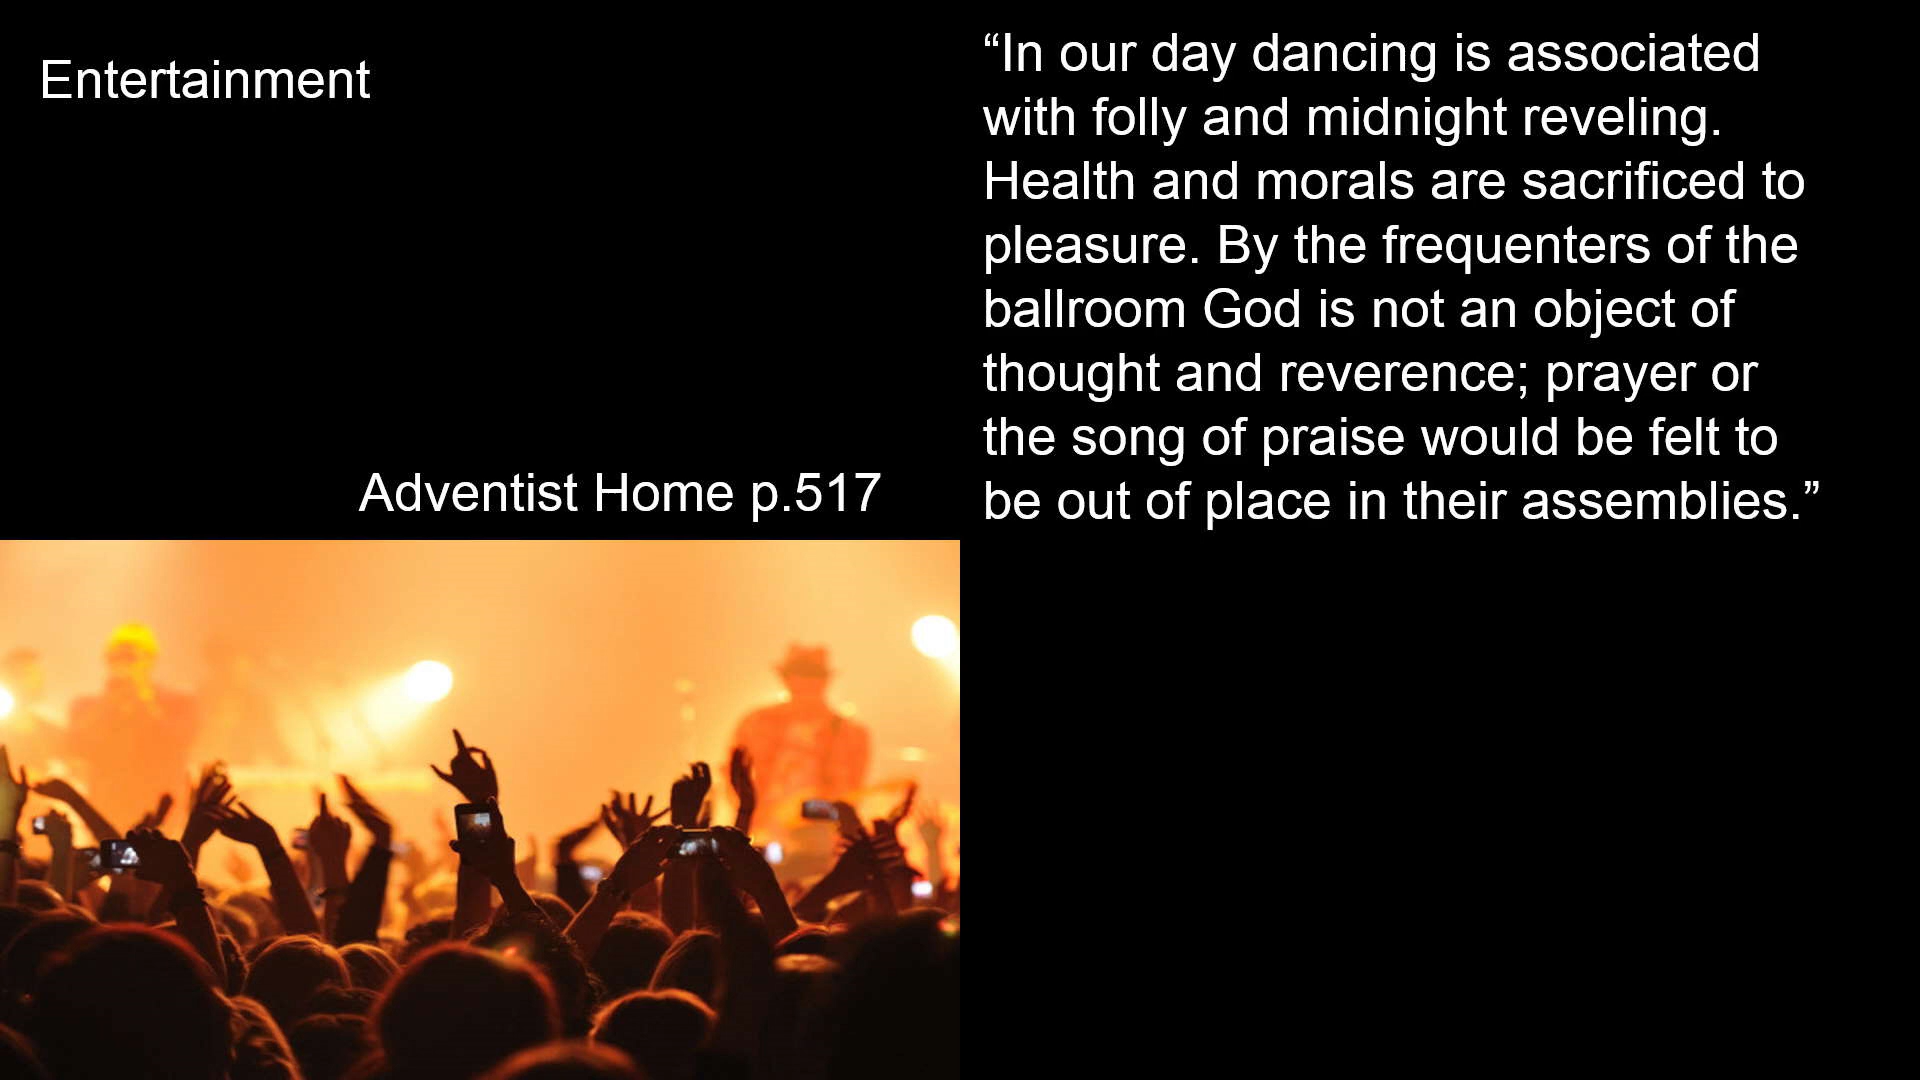 Entertainment
Adventist Home p.517
“In our day dancing is associated
with folly and midnight reveling.
Health and morals are sacrificed to
pleasure. By the frequenters of the
ballroom God is not an object of
thought and reverence; prayer or
the song of praise would be felt to
be out of place in their assemblies.”